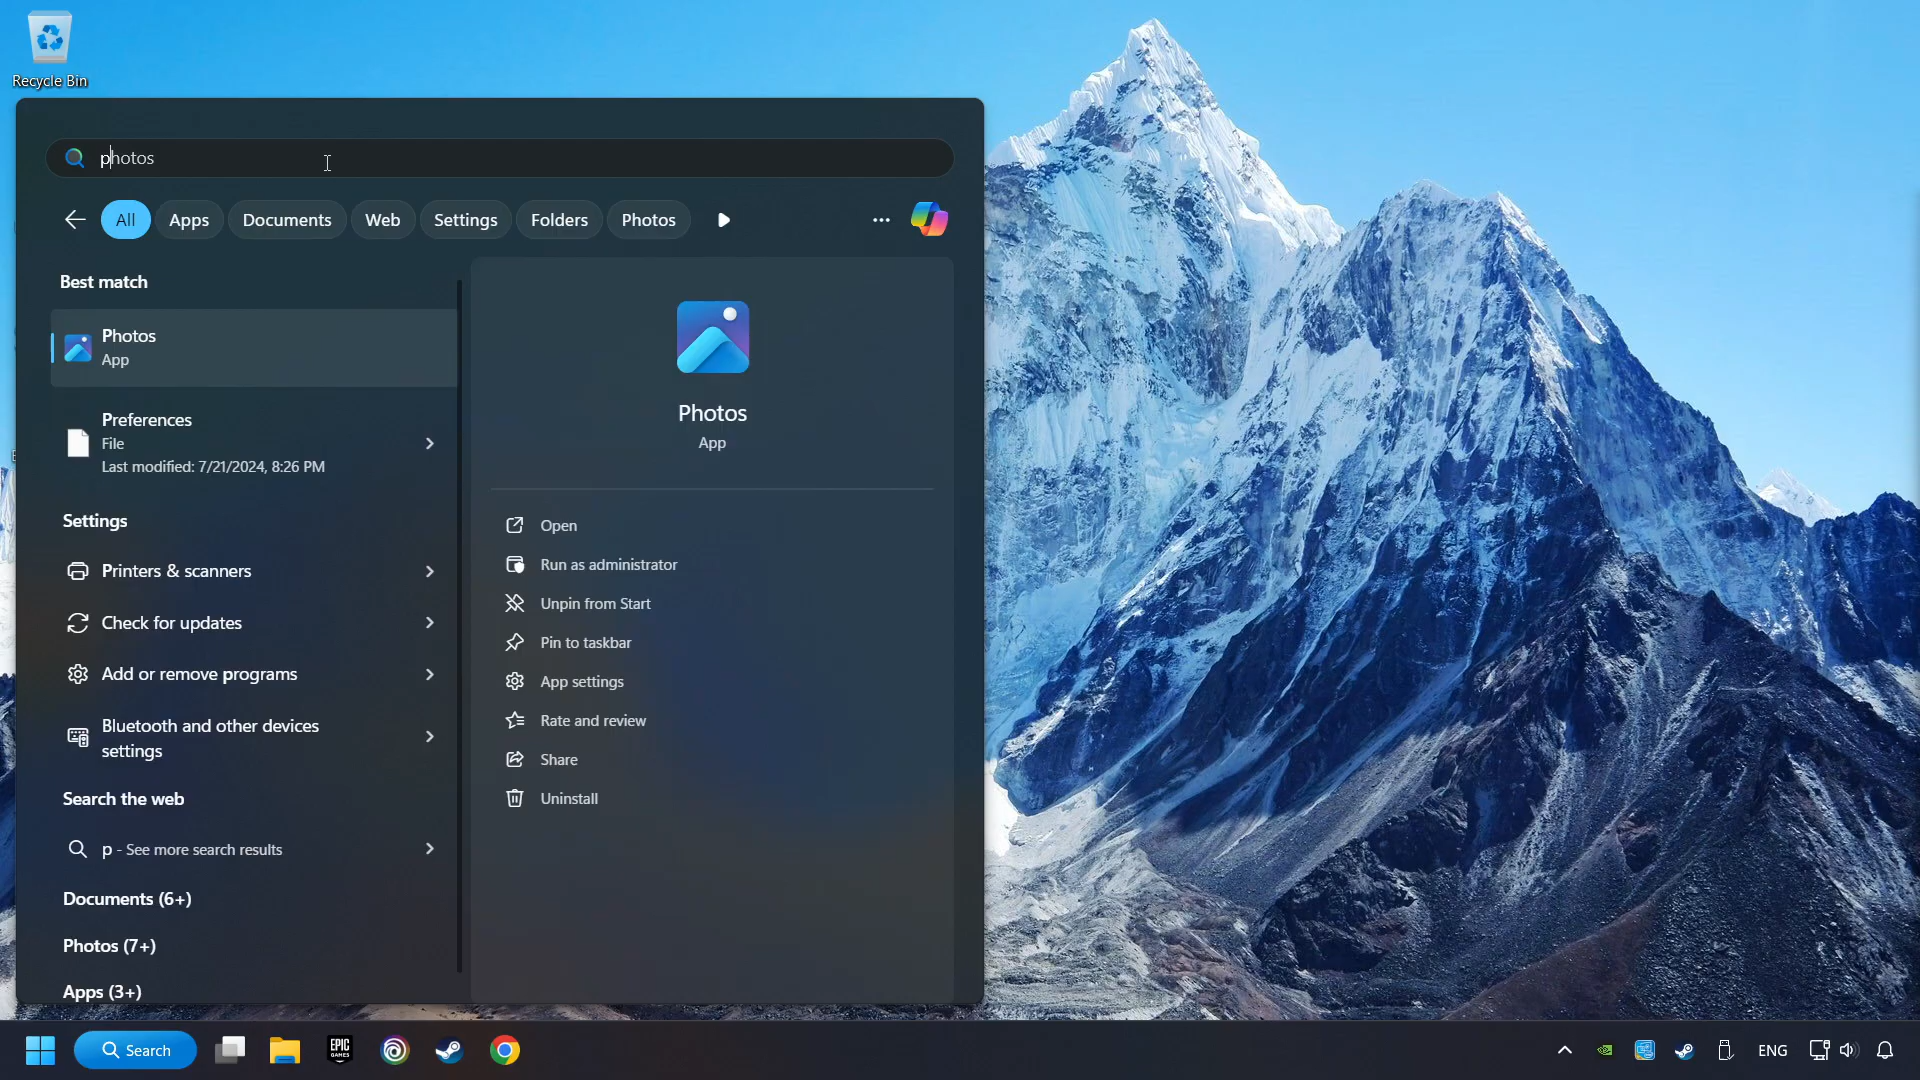 Recycle Bin
photos
All
Apps
Documents
Web
Settings
Folders
Photos
Best match
Photos
App
Preferences
File
Last modified: 7/21/2024, 8:26 PM
Settings
Printers & scanners
Check for updates
Add or remove programs
Bluetooth and other devices
settings
Search the web
p - See more search results
Documents (6+)
Photos (7+)
Apps (3+)
Photos
App
Open
Run as administrator
Unpin from Start
Pin to taskbar
App settings
Rate and review
Share
Uninstall
Search
EPIC
GAMES
ENG